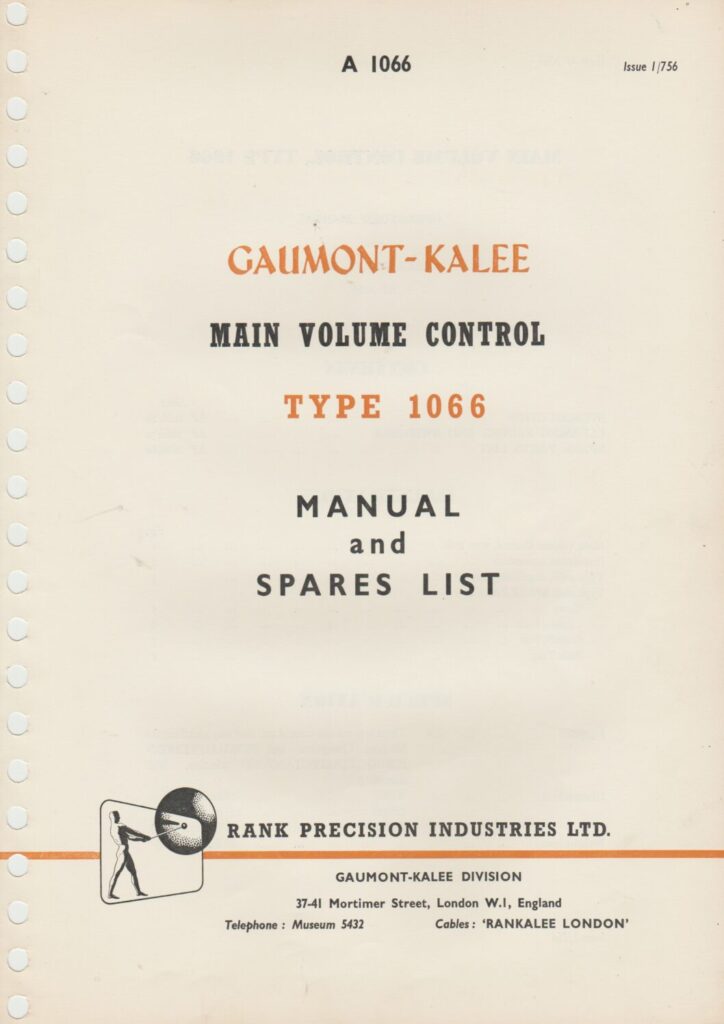 A 1066
Issue 1/756
GAUMONT-KALEE
MAIN VOLUME CONTROL
TYPE 1066
MANUAL
and
SPARES LIST
RANK PRECISION INDUSTRIES LTD.
GAUMONT-KALEE DIVISION
37-41 Mortimer Street, London W.1, England
Telephone : Museum 5432 Cables : 'RANKALEE LONDON'